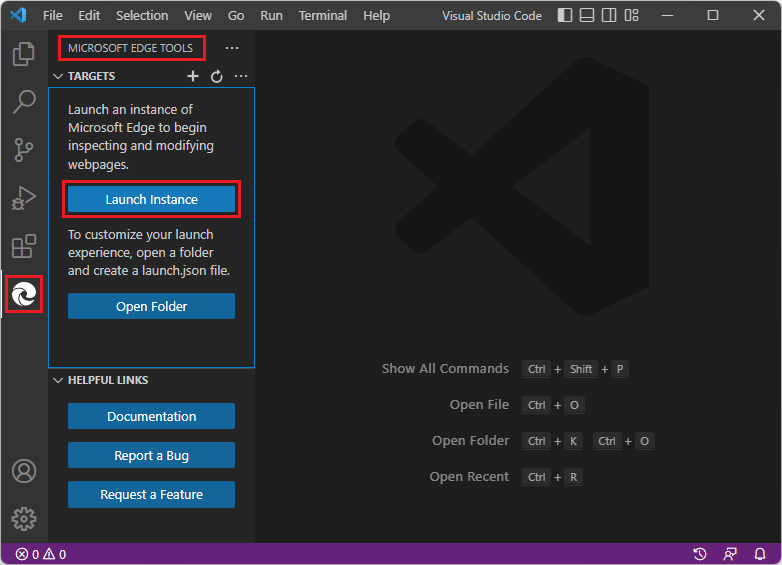 File Edit Selection View Go Run Terminal Help Visual Studio Code
MICROSOFT EDGE TOOLS
TARGETS
Launch an instance of
Microsoft Edge to begin
inspecting and modifying
webpages.
Launch Instance
To customize your launch
experience, open a folder
and create a launch.json file.
Open Folder
HELPFUL LINKS
Documentation
Report a Bug
Request a Feature
Show All Commands Ctrl + Shift + P
Open File Ctrl + O
Open Folder Ctrl + K Ctrl + O
Open Recent Ctrl + R
0 0